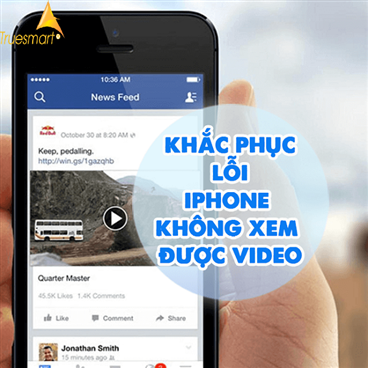 Truesmart
10:36 AM
News Feed
Red Bull
October 30 at 8:20 AM
Keep, pedalling.
http://win.gs/1gazqhb
KHẮC PHỤC
LỖI
IPHONE
KHÔNG XEM
ĐƯỢC VIDEO
Quarter Master
45.5K Likes 1.4K Comments
Like Comment Share
Jonathan Smith
15 minutes ago